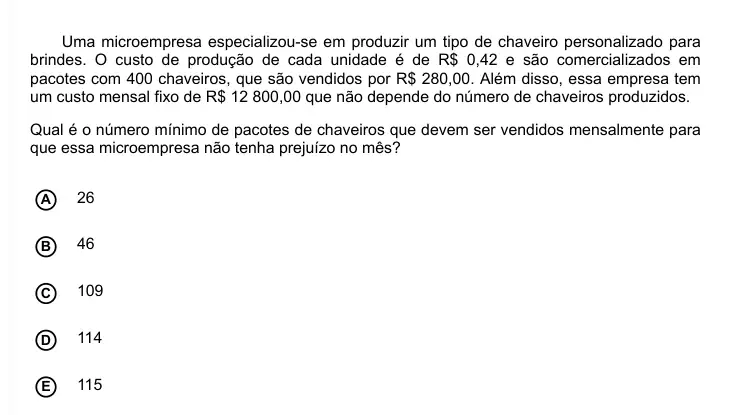 Uma microempresa especializou-se em produzir um tipo de chaveiro personalizado para
brindes. O custo de produção de cada unidade é de R$ 0,42 e são comercializados em
pacotes com 400 chaveiros, que são vendidos por R$ 280,00. Além disso, essa empresa tem
um custo mensal fixo de R$ 12 800,00 que não depende do número de chaveiros produzidos.
Qual é o número mínimo de pacotes de chaveiros que devem ser vendidos mensalmente para
que essa microempresa não tenha prejuízo no mês?
A 26
B 46
C 109
D 114
E 115